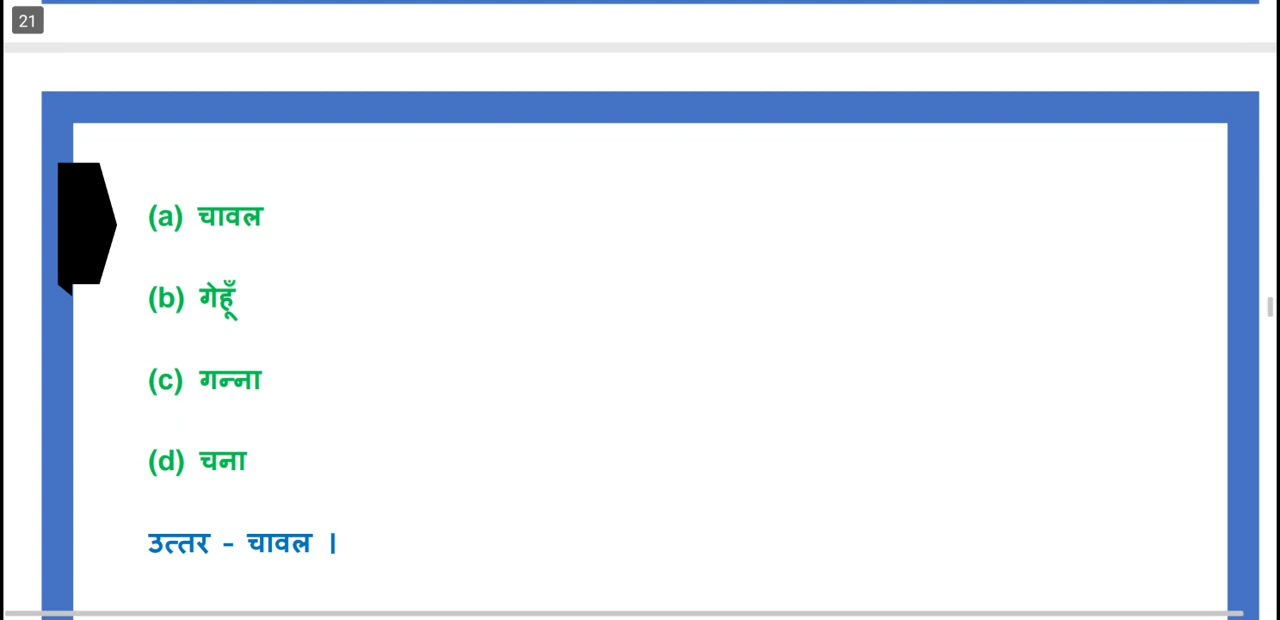 21
(a) चावल
(b) गेहूँ
(c) गन्ना
(d) चना
उत्तर - चावल ।